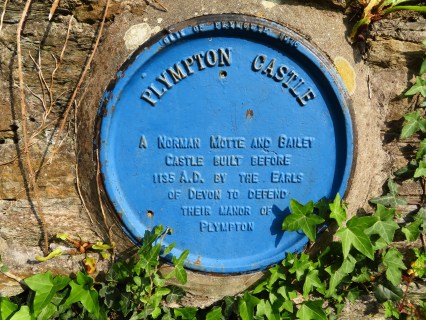 PLYMPTON CASTLE
A NORMAN MOTTE AND BAILEY
CASTLE BUILT BEFORE
1135 A.D. BY THE EARLS
OF DEVON TO DEFEND
THEIR MANOR OF
PLYMPTON